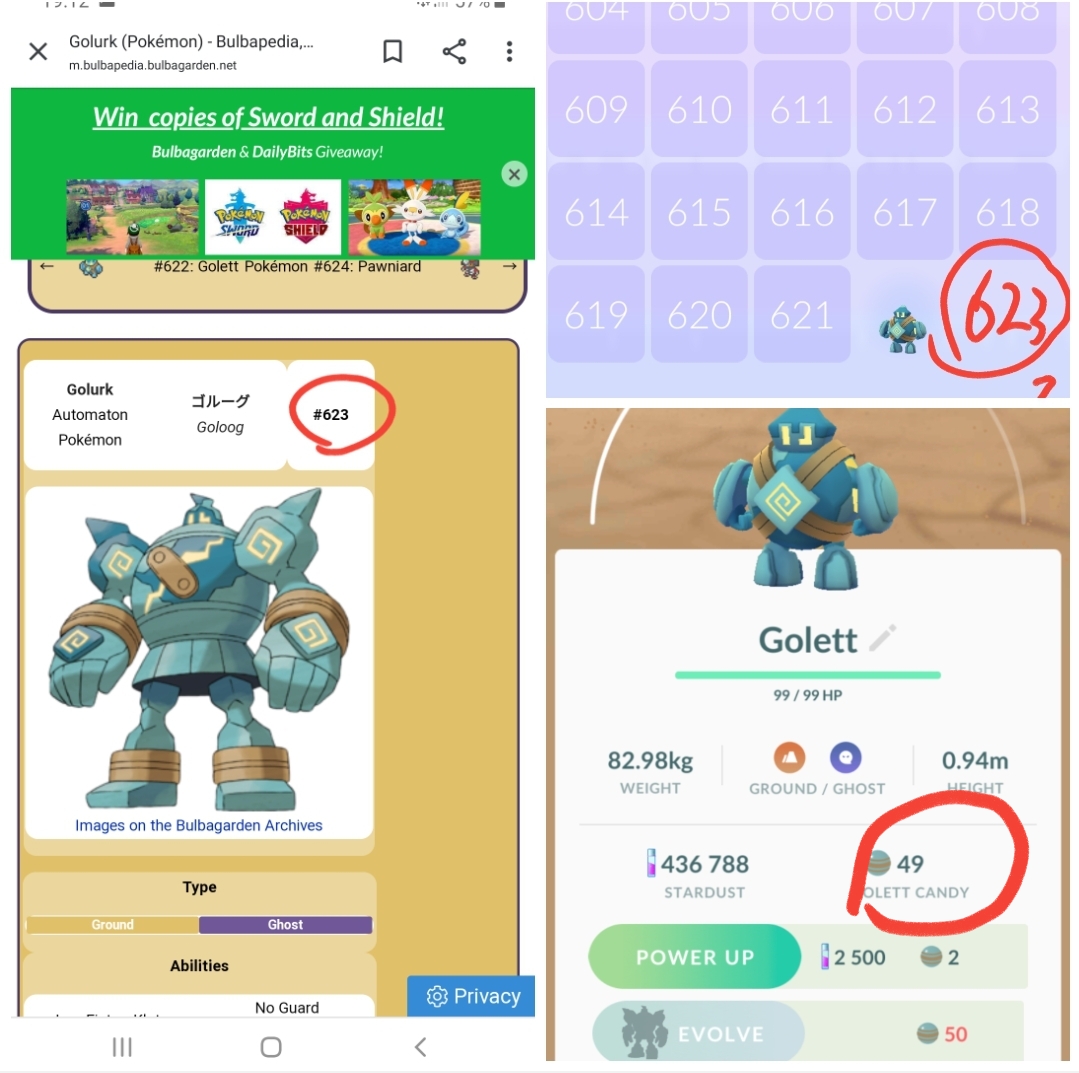 Golurk (Pokémon) - Bulbapedia,...
m.bulbapedia.bulbagarden.net
Win copies of Sword and Shield!
Bulbagarden & DailyBits Giveaway!
POKÉMON SWORD
POKÉMON SHIELD
← #622: Golett Pokémon #624: Pawniard →
Golurk
Automaton
Pokémon
ゴルーグ
Goloog
#623
Images on the Bulbagarden Archives
Type
Ground Ghost
Abilities
No Guard
Privacy
604 605 606 607 608
609 610 611 612 613
614 615 616 617 618
619 620 621 623
?
Golett
99 / 99 HP
82.98kg
WEIGHT
GROUND / GHOST
0.94m
HEIGHT
436 788
STARDUST
49
OLETT CANDY
POWER UP 2 500 2
EVOLVE 50